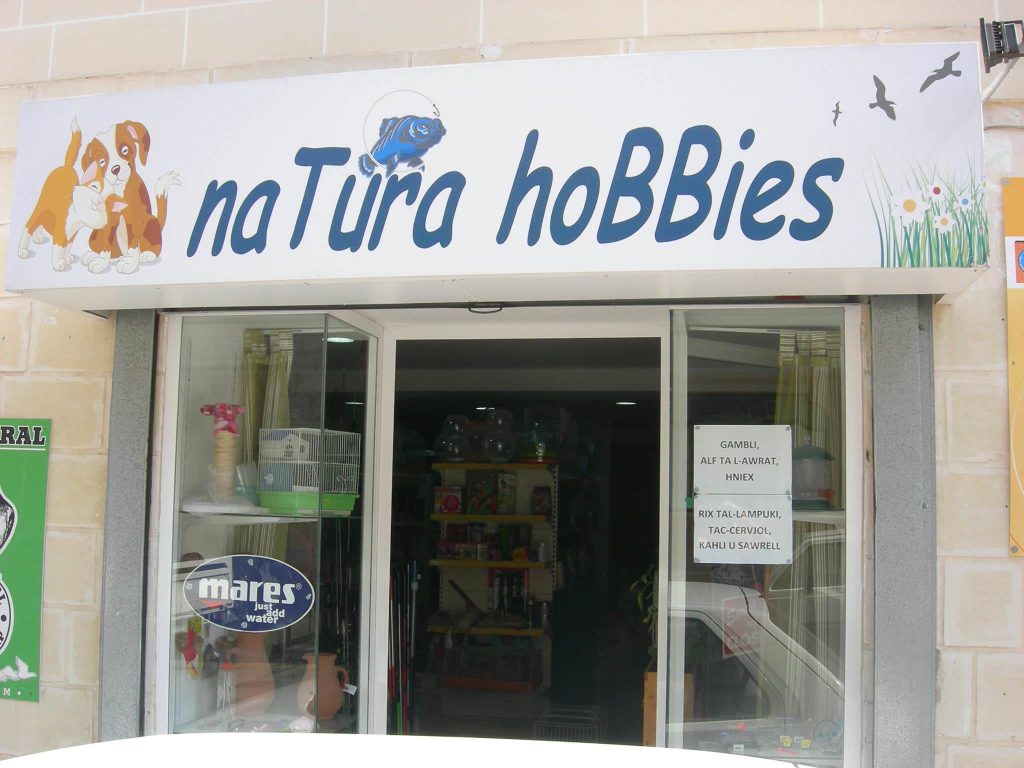 naTura hoBBies
RAL
GAMBLI,
ALF TA L-AWRAT,
HNIEX
RIX TAL-LAMPUKI,
TAC-CERVJOL,
KAHLI U SAWRELL
mares®
just
add
water
M